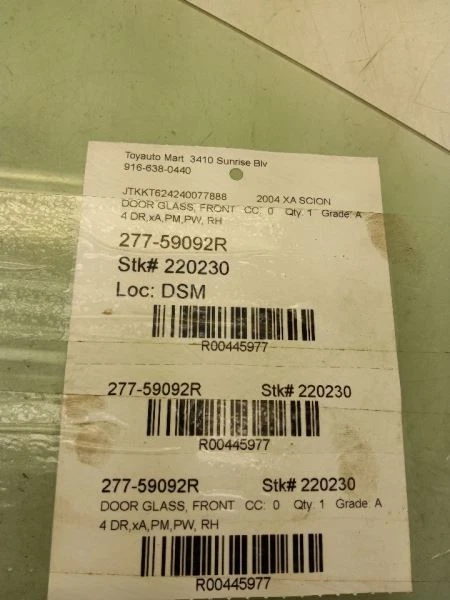 Toyauto Mart 3410 Sunrise Blv
916-638-0440
JTKKT624240077888 2004 XA SCION
DOOR GLASS, FRONT CC: 0 Qty. 1 Grade: A
4 DR,xA,PM,PW, RH
277-59092R
Stk# 220230
Loc: DSM
R00445977
277-59092R Stk# 220230
R00445977
277-59092R Stk# 220230
DOOR GLASS, FRONT CC: 0 Qty. 1 Grade: A
4 DR,xA,PM,PW, RH
R00445977